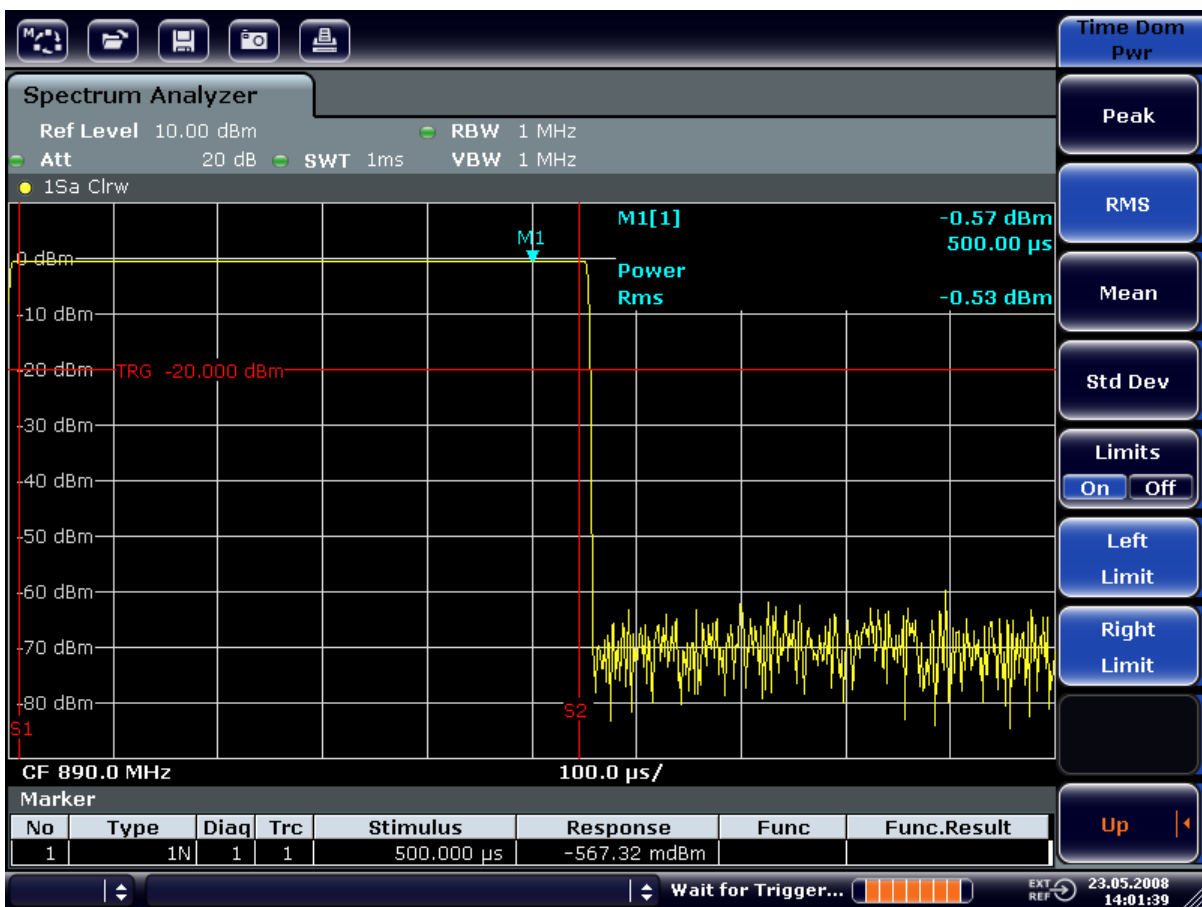 Time Dom
Pwr
Spectrum Analyzer
Ref Level 10.00 dBm RBW 1 MHz
Att 20 dB SWT 1ms VBW 1 MHz
1Sa Clrw
M1[1] -0.57 dBm
500.00 µs
Power
Rms -0.53 dBm
M1
0 dBm
-10 dBm
-20 dBm
TRG -20.000 dBm
-30 dBm
-40 dBm
-50 dBm
-60 dBm
-70 dBm
-80 dBm
S1
S2
CF 890.0 MHz 100.0 µs/
Marker
No Type Diaq Trc Stimulus Response Func Func.Result
1 1N 1 1 500.000 µs -567.32 mdBm
Wait for Trigger...
EXT
REF
23.05.2008
14:01:39
Peak
RMS
Mean
Std Dev
Limits
On Off
Left
Limit
Right
Limit
Up
M